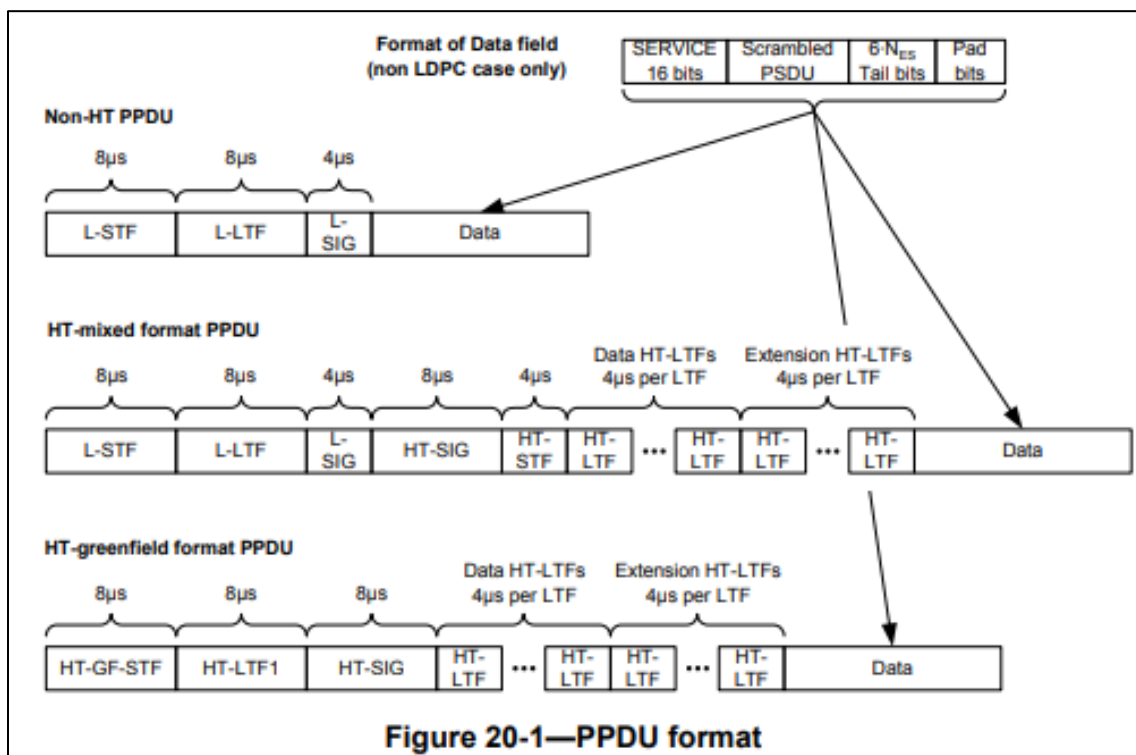 Format of Data field
(non LDPC case only)
SERVICE 16 bits
Scrambled PSDU
6·N_ES Tail bits
Pad bits
Non-HT PPDU
8µs 8µs 4µs
L-STF L-LTF L-SIG Data
HT-mixed format PPDU
Data HT-LTFs Extension HT-LTFs
8µs 8µs 4µs 8µs 4µs 4µs per LTF 4µs per LTF
L-STF L-LTF L-SIG HT-SIG HT-STF HT-LTF ... HT-LTF HT-LTF ... HT-LTF Data
HT-greenfield format PPDU
Data HT-LTFs Extension HT-LTFs
8µs 8µs 8µs 4µs per LTF 4µs per LTF
HT-GF-STF HT-LTF1 HT-SIG HT-LTF ... HT-LTF HT-LTF ... HT-LTF Data
Figure 20-1—PPDU format